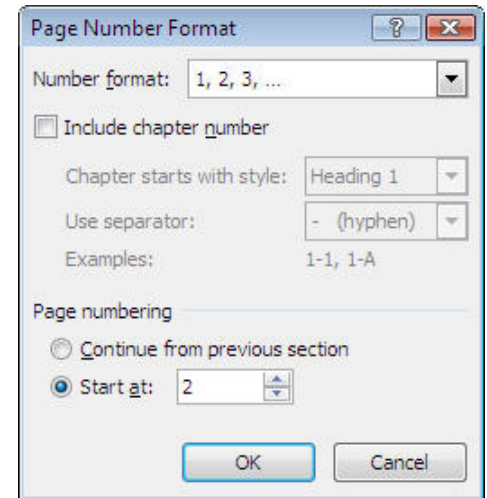 Page Number Format
Number format: 1, 2, 3, ...
Include chapter number
Chapter starts with style: Heading 1
Use separator: - (hyphen)
Examples: 1-1, 1-A
Page numbering
Continue from previous section
Start at: 2
OK Cancel